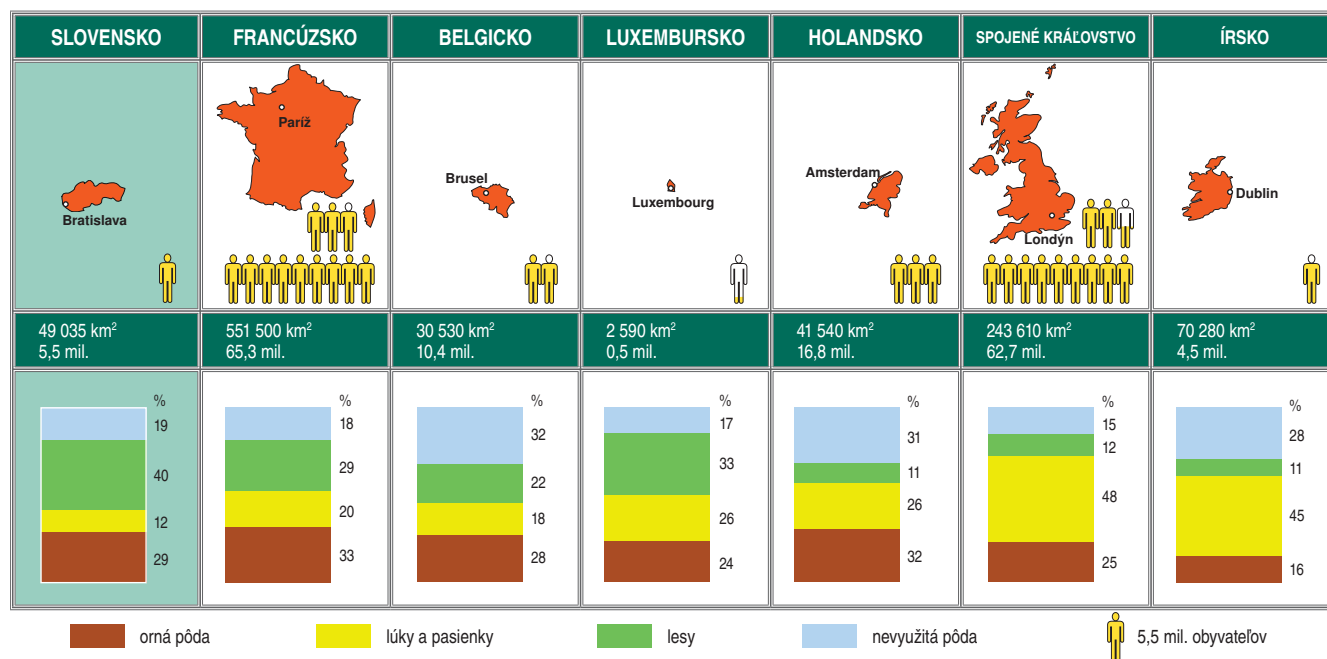 SLOVENSKO
FRANCÚZSKO
BELGICKO
LUXEMBURSKO
HOLANDSKO
SPOJENÉ KRÁĽOVSTVO
ÍRSKO
Bratislava
Paríž
Brusel
Luxembourg
Amsterdam
Londýn
Dublin
49 035 km²
5,5 mil.
551 500 km²
65,3 mil.
30 530 km²
10,4 mil.
2 590 km²
0,5 mil.
41 540 km²
16,8 mil.
243 610 km²
62,7 mil.
70 280 km²
4,5 mil.
%
19
40
12
29
%
18
29
20
33
%
32
22
18
28
%
17
33
26
24
%
31
11
26
32
%
15
12
48
25
%
28
11
45
16
orná pôda
lúky a pasienky
lesy
nevyužitá pôda
5,5 mil. obyvateľov